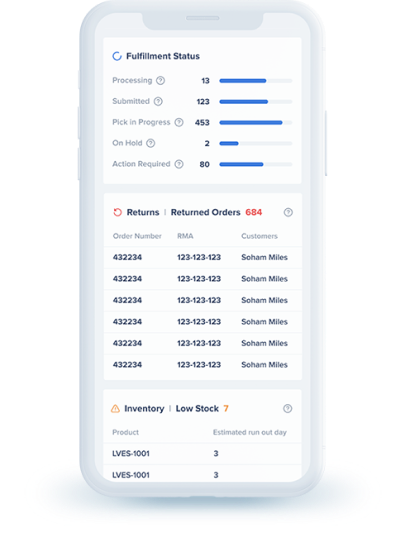 Fulfillment Status
Processing 13
Submitted 123
Pick in Progress 453
On Hold 2
Action Required 80
Returns | Returned Orders 684
Order Number RMA Customers
432234 123-123-123 Soham Miles
432234 123-123-123 Soham Miles
432234 123-123-123 Soham Miles
432234 123-123-123 Soham Miles
432234 123-123-123 Soham Miles
432234 123-123-123 Soham Miles
Inventory | Low Stock 7
Product Estimated run out day
LVES-1001 3
LVES-1001 3